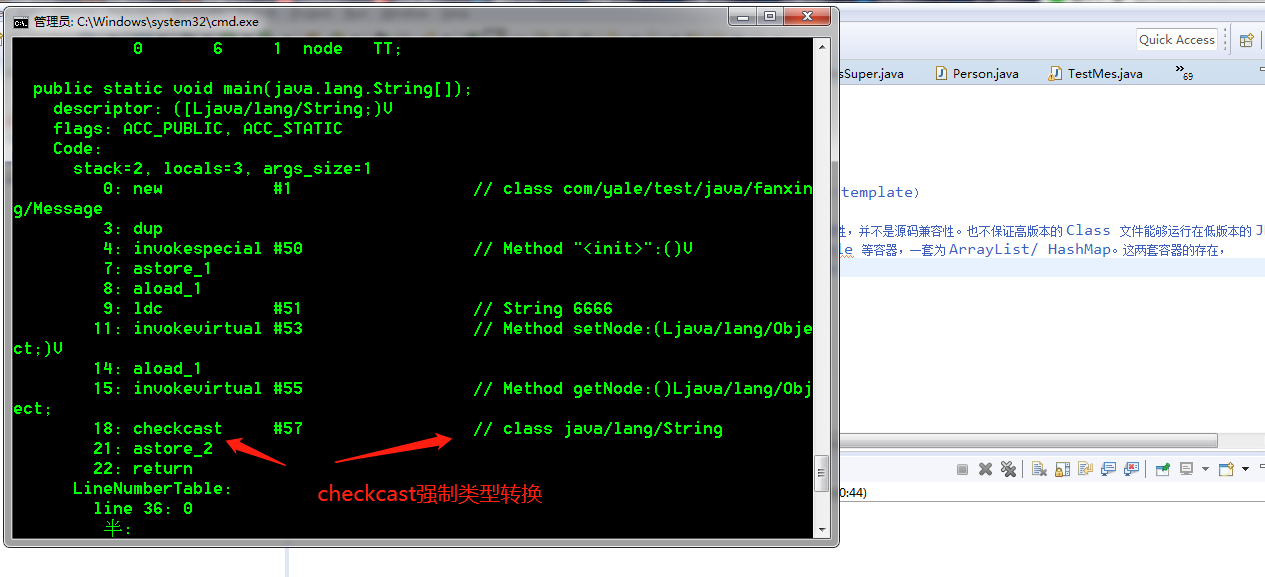 管理员: C:\Windows\system32\cmd.exe
0 6 1 node TT;
public static void main(java.lang.String[]);
descriptor: ([Ljava/lang/String;)V
flags: ACC_PUBLIC, ACC_STATIC
Code:
stack=2, locals=3, args_size=1
0: new #1 // class com/yale/test/java/fanxin
g/Message
3: dup
4: invokespecial #50 // Method "<init>":()V
7: astore_1
8: aload_1
9: ldc #51 // String 6666
11: invokevirtual #53 // Method setNode:(Ljava/lang/Obje
ct;)V
14: aload_1
15: invokevirtual #55 // Method getNode:()Ljava/lang/Obj
ect;
18: checkcast #57 // class java/lang/String
21: astore_2
22: return
LineNumberTable:
line 36: 0
半:
checkcast强制类型转换
Quick Access
sSuper.java Person.java TestMes.java »69
template)
性，并不是源码兼容性。也不保证高版本的 Class 文件能够运行在低版本的 J
le 等容器，一套为 ArrayList/ HashMap。这两套容器的存在，
0:44)